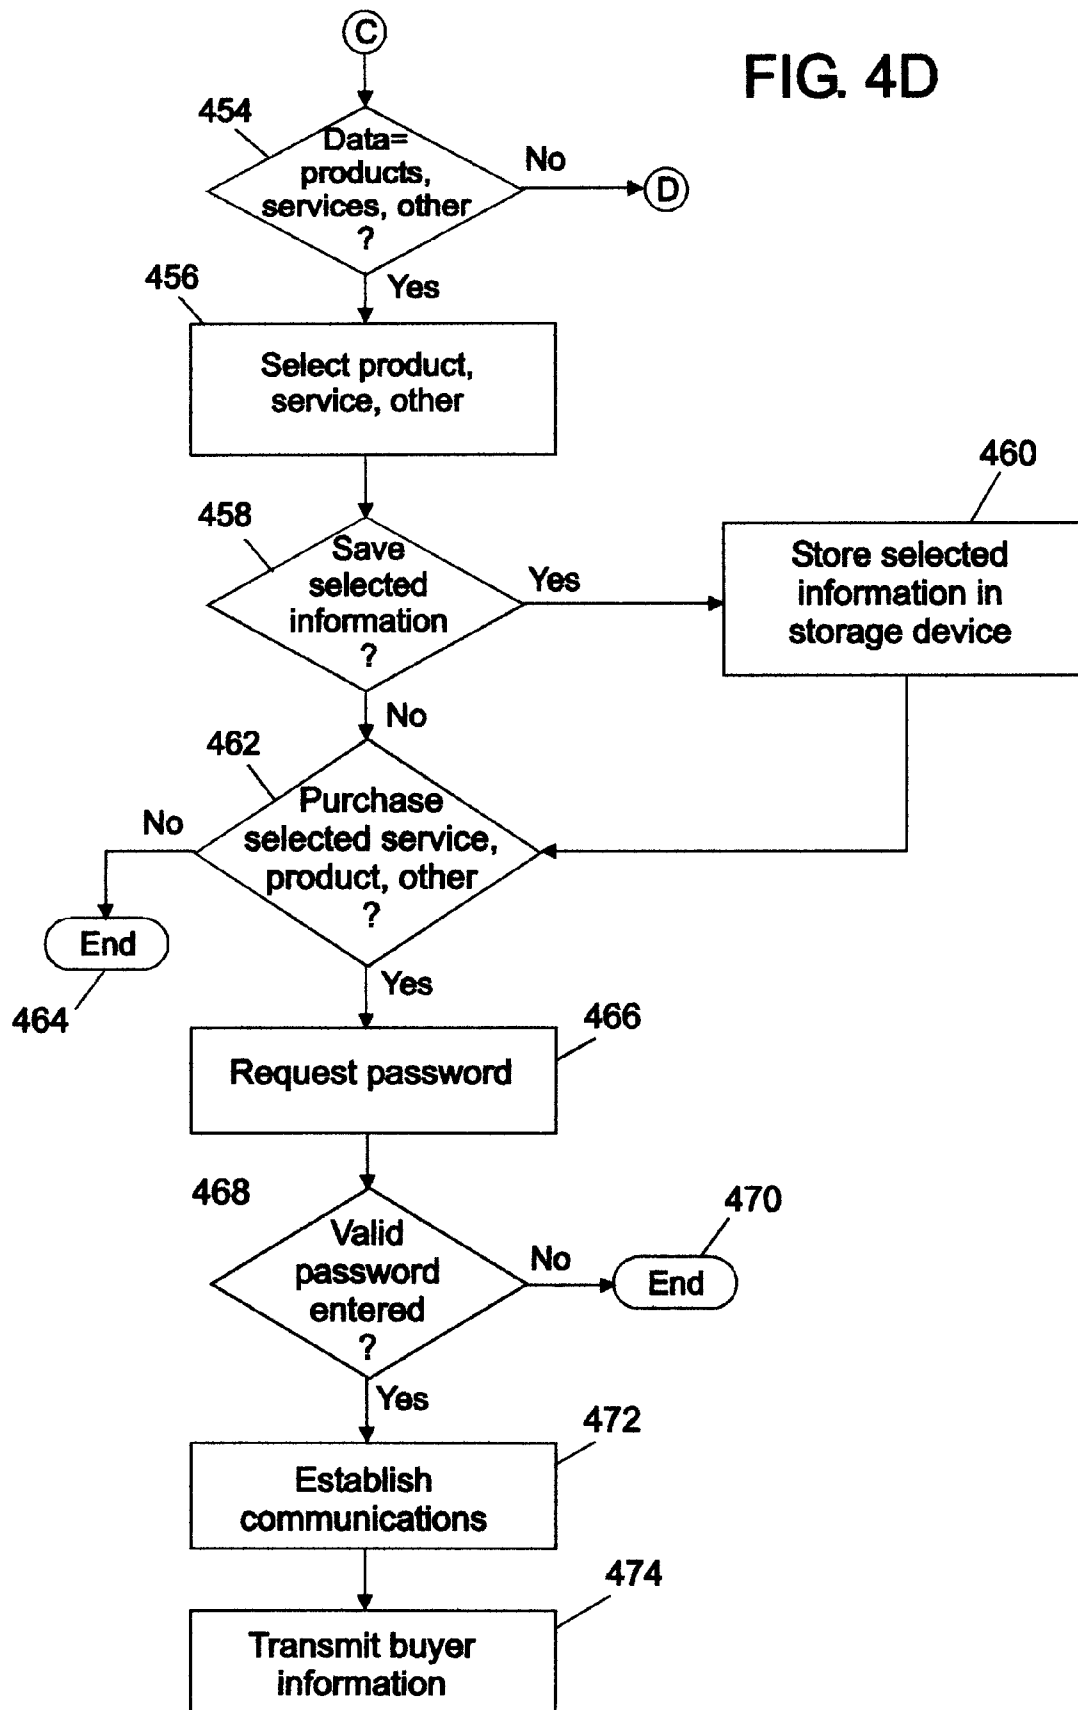 C
FIG. 4D
454
Data=
products,
services, other
?
No
D
Yes
456
Select product,
service, other
458
Save
selected
information
?
Yes
460
Store selected
information in
storage device
No
462
Purchase
selected service,
product, other
?
No
End
464
Yes
466
Request password
468
Valid
password
entered
?
No
470
End
Yes
472
Establish
communications
474
Transmit buyer
information